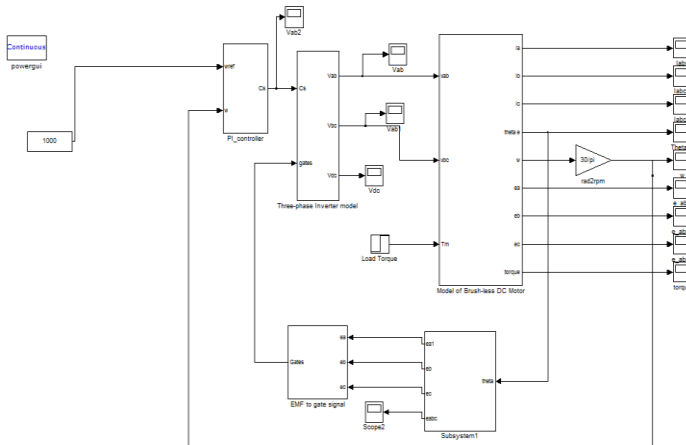 Continuous
powergui
1000
wref
w
Cs
PI_controller
Vab2
Cs
gates
Vab
Vbc
Vdc
Three-phase Inverter model
Vab
Vab1
Vdc
Load Torque
vab
vbc
Tm
ia
ib
ic
theta e
w
ea
eb
ec
torque
Model of Brush-less DC Motor
30/pi
rad2rpm
w
ea
eb
ec
Gates
EMF to gate signal
Scope2
ea1
eb
ec
eabc
theta
Subsystem1